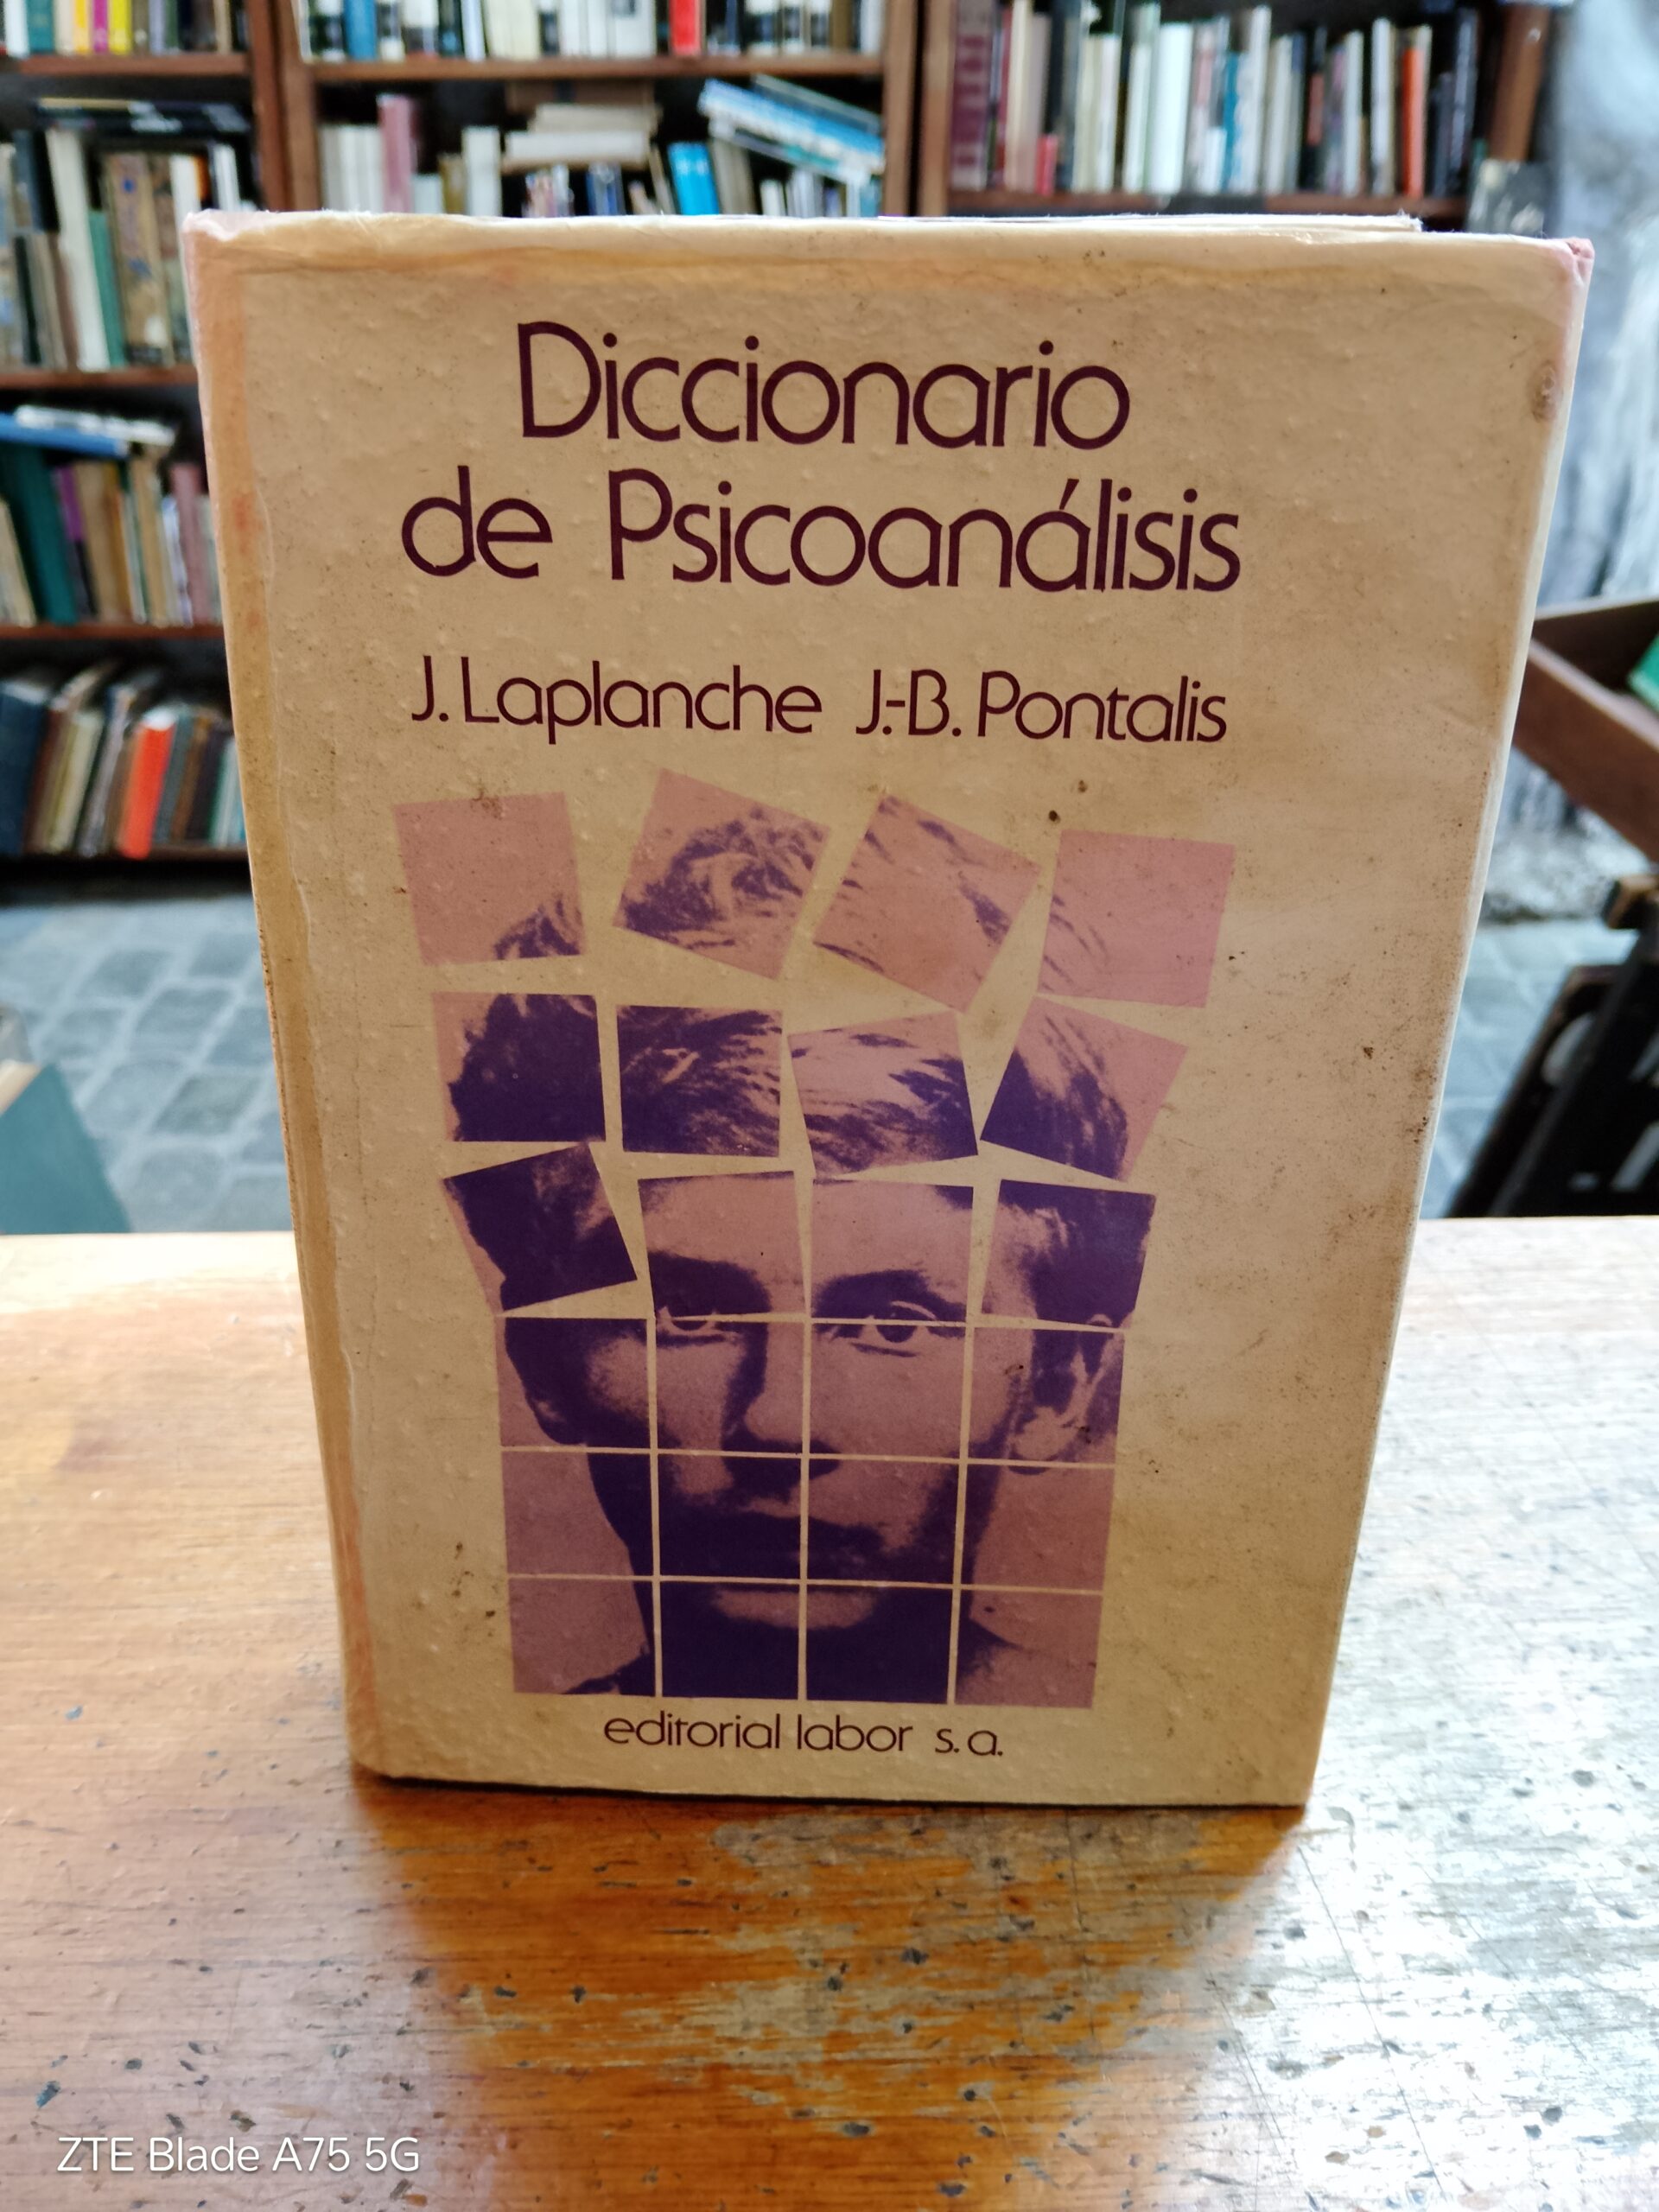 Diccionario
de Psicoanálisis
J. Laplanche J.-B. Pontalis
editorial labor s.a.
ZTE Blade A75 5G